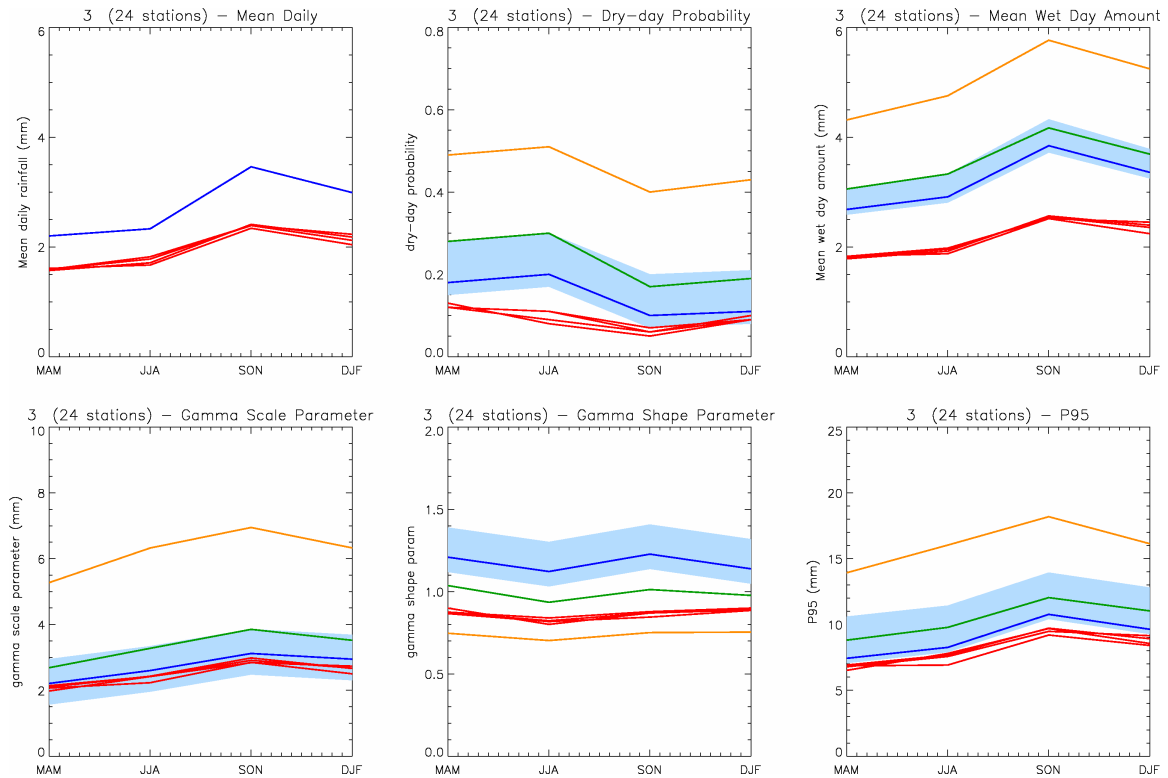 3 (24 stations) – Mean Daily
3 (24 stations) – Dry-day Probability
3 (24 stations) – Mean Wet Day Amount
6
4
2
0
Mean daily rainfall (mm)
MAM JJA SON DJF
0.8
0.6
0.4
0.2
0.0
dry-day probability
MAM JJA SON DJF
6
4
2
0
Mean wet day amount (mm)
MAM JJA SON DJF
3 (24 stations) – Gamma Scale Parameter
3 (24 stations) – Gamma Shape Parameter
3 (24 stations) – P95
10
8
6
4
2
0
gamma scale parameter (mm)
MAM JJA SON DJF
2.0
1.5
1.0
0.5
0.0
gamma shape param
MAM JJA SON DJF
25
20
15
10
5
0
P95 (mm)
MAM JJA SON DJF